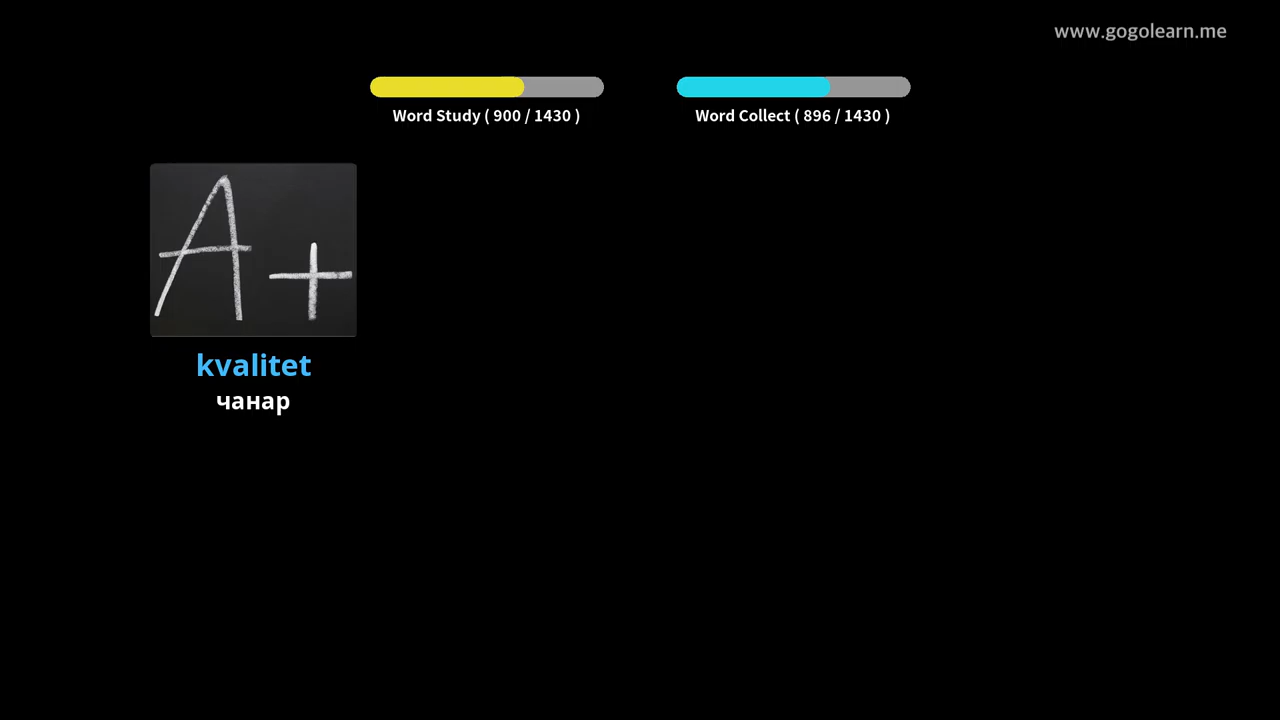 www.gogolearn.me
Word Study ( 900 / 1430 )
Word Collect ( 896 / 1430 )
A+
kvalitet
чанар